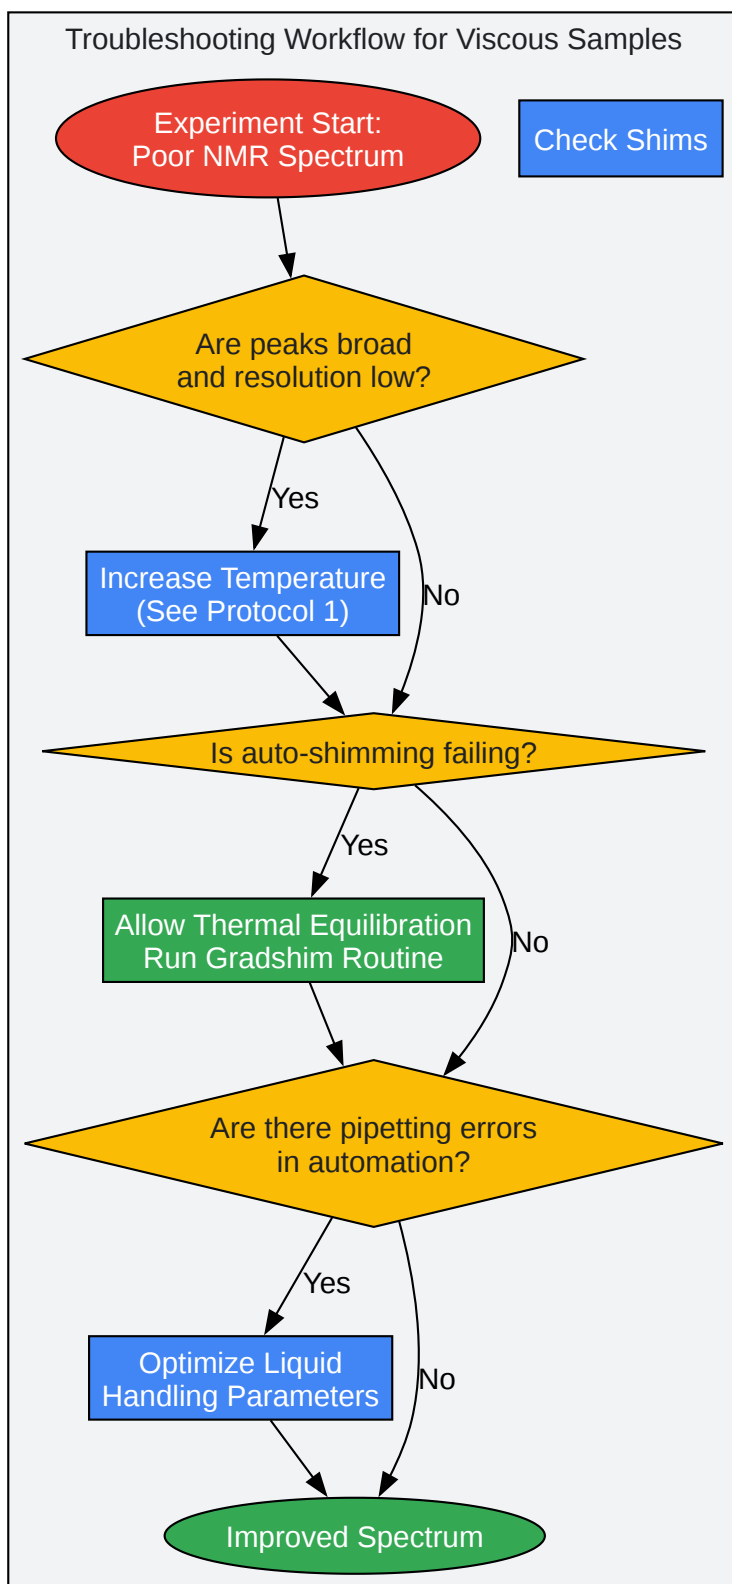 Troubleshooting Workflow for Viscous Samples
Experiment Start:
Poor NMR Spectrum
Check Shims
Are peaks broad
and resolution low?
Yes
Increase Temperature
(See Protocol 1)
No
Is auto-shimming failing?
Yes
Allow Thermal Equilibration
Run Gradshim Routine
No
Are there pipetting errors
in automation?
Yes
Optimize Liquid
Handling Parameters
No
Improved Spectrum